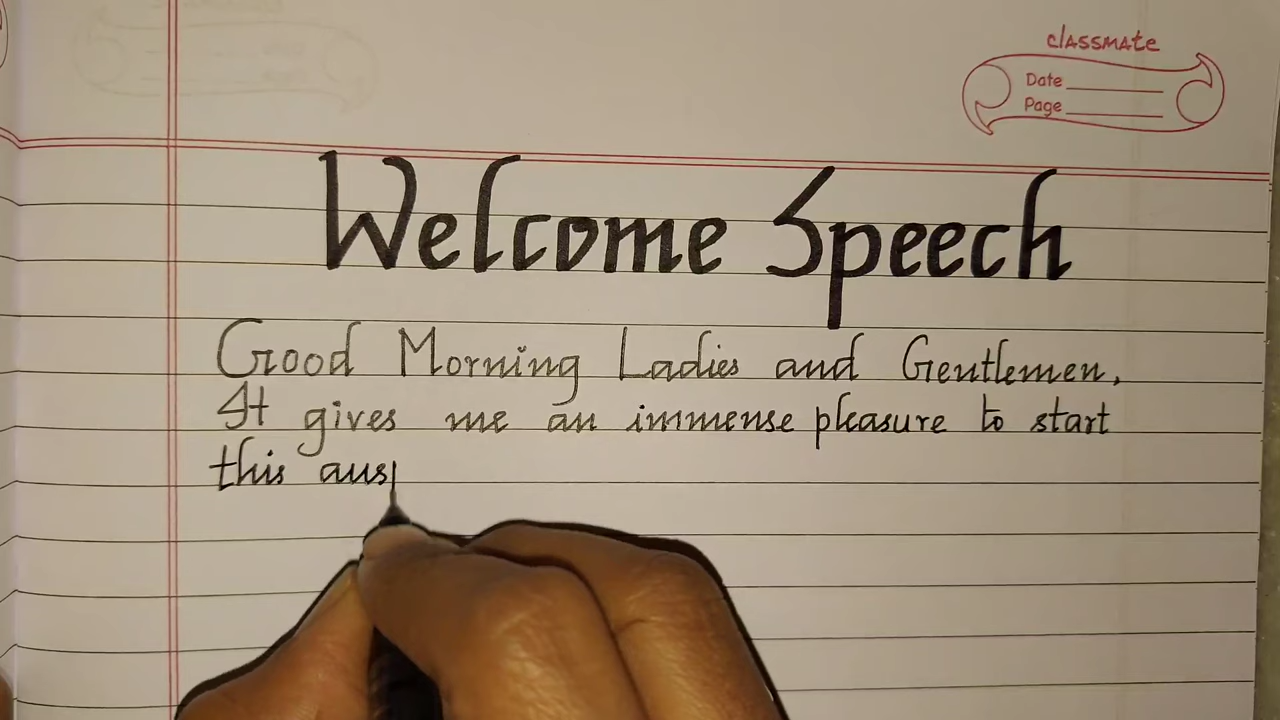 classmate
Date
Page
Welcome Speech
Good Morning Ladies and Gentlemen,
It gives me an immense pleasure to start
this aus